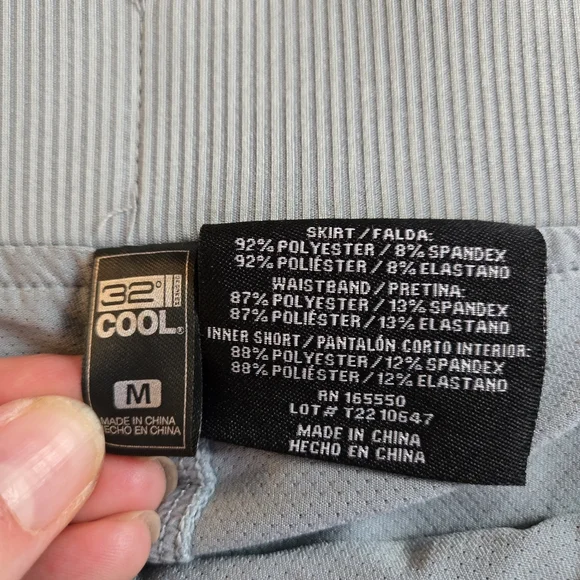 32°
COOL®
M
MADE IN CHINA
HECHO EN CHINA
SKIRT / FALDA:
92% POLYESTER / 8% SPANDEX
92% POLIÉSTER / 8% ELASTANO
WAISTBAND / PRETINA:
87% POLYESTER / 13% SPANDEX
87% POLIÉSTER / 13% ELASTANO
INNER SHORT / PANTALÓN CORTO INTERIOR:
88% POLYESTER / 12% SPANDEX
88% POLIÉSTER / 12% ELASTANO
RN 165550
LOT# T22 10647
MADE IN CHINA
HECHO EN CHINA